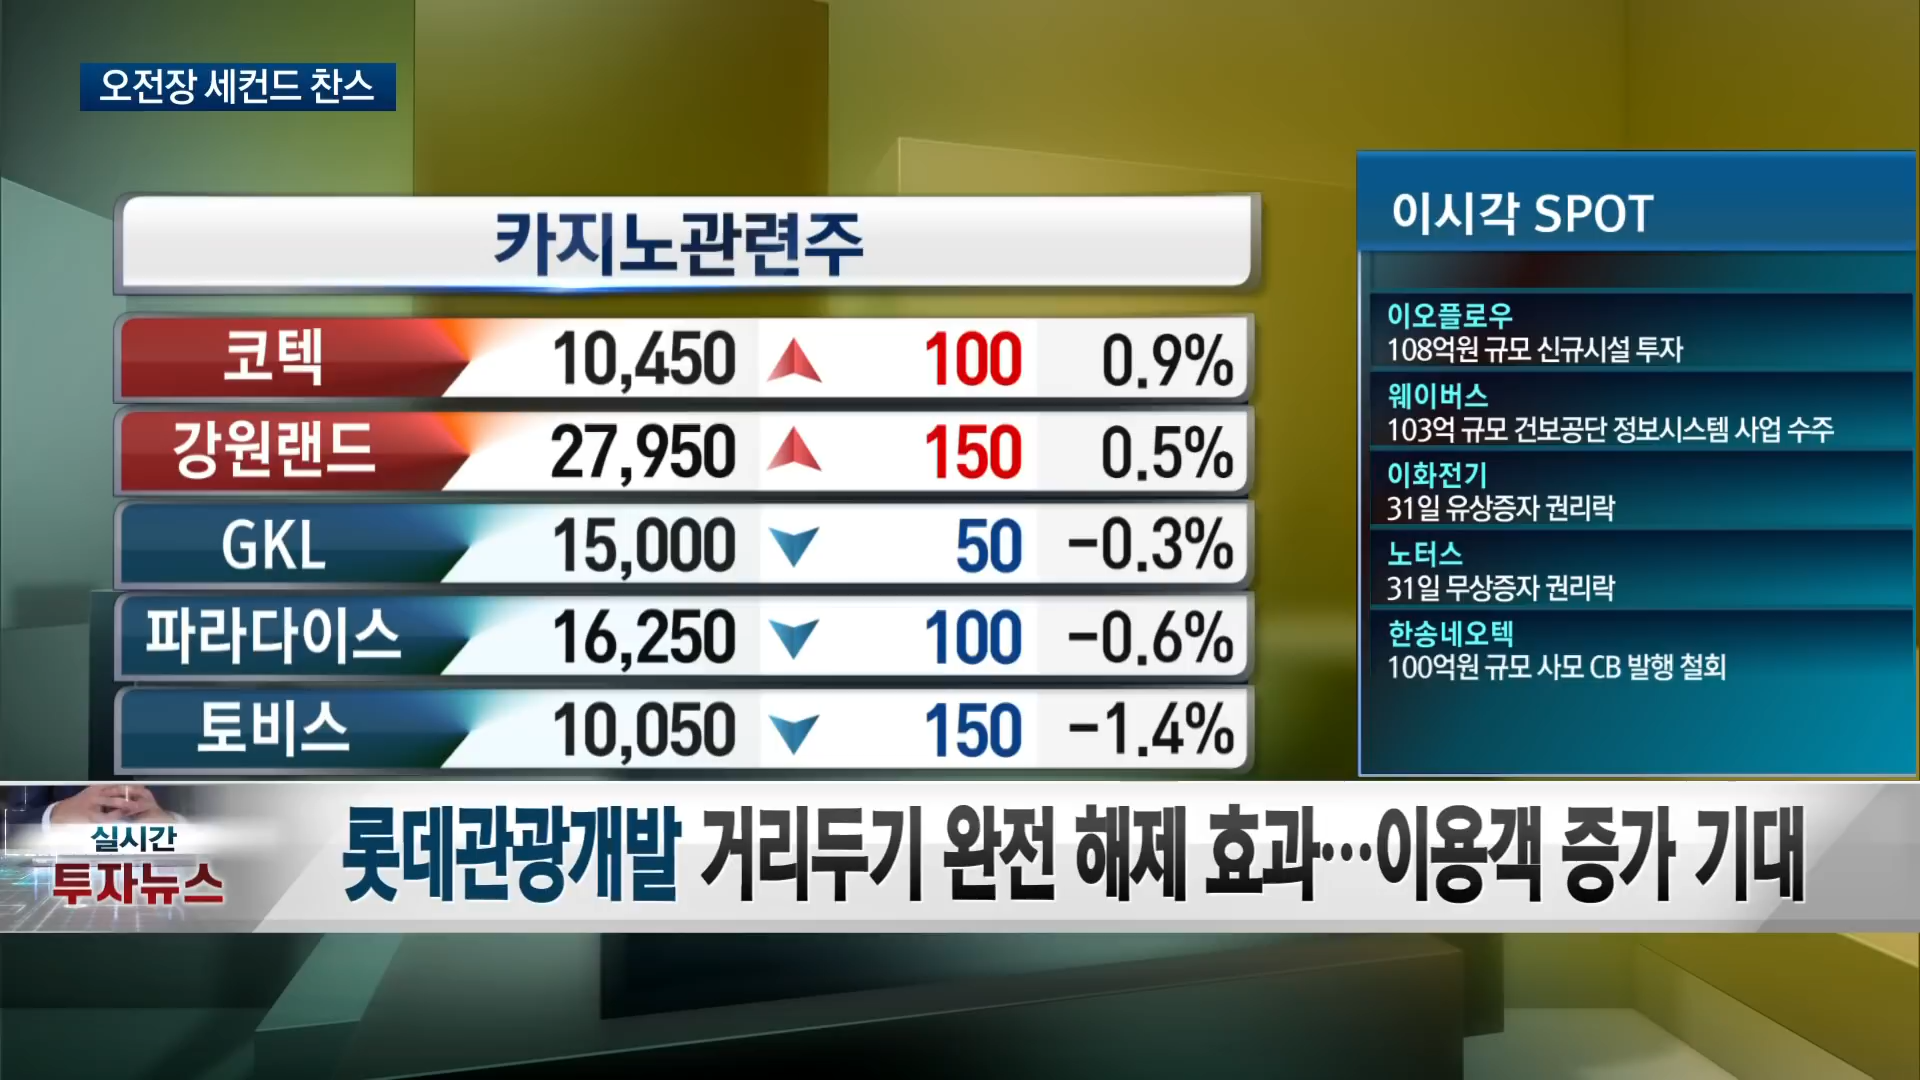 오전장 세컨드 찬스
카지노관련주
코텍 10,450 100 0.9%
강원랜드 27,950 150 0.5%
GKL 15,000 50 -0.3%
파라다이스 16,250 100 -0.6%
토비스 10,050 150 -1.4%
이시각 SPOT
이오플로우
108억원 규모 신규시설 투자
웨이버스
103억 규모 건보공단 정보시스템 사업 수주
이화전기
31일 유상증자 권리락
노터스
31일 무상증자 권리락
한송네오텍
100억원 규모 사모 CB 발행 철회
실시간
투자뉴스
롯데관광개발 거리두기 완전 해제 효과…이용객 증가 기대